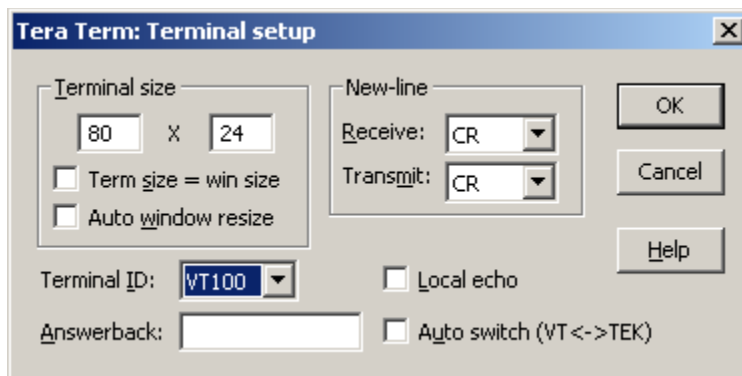 Tera Term: Terminal setup
Terminal size
80 X 24
Term size = win size
Auto window resize
New-line
Receive: CR
Transmit: CR
OK
Cancel
Help
Terminal ID: VT100
Local echo
Answerback:
Auto switch (VT<->TEK)